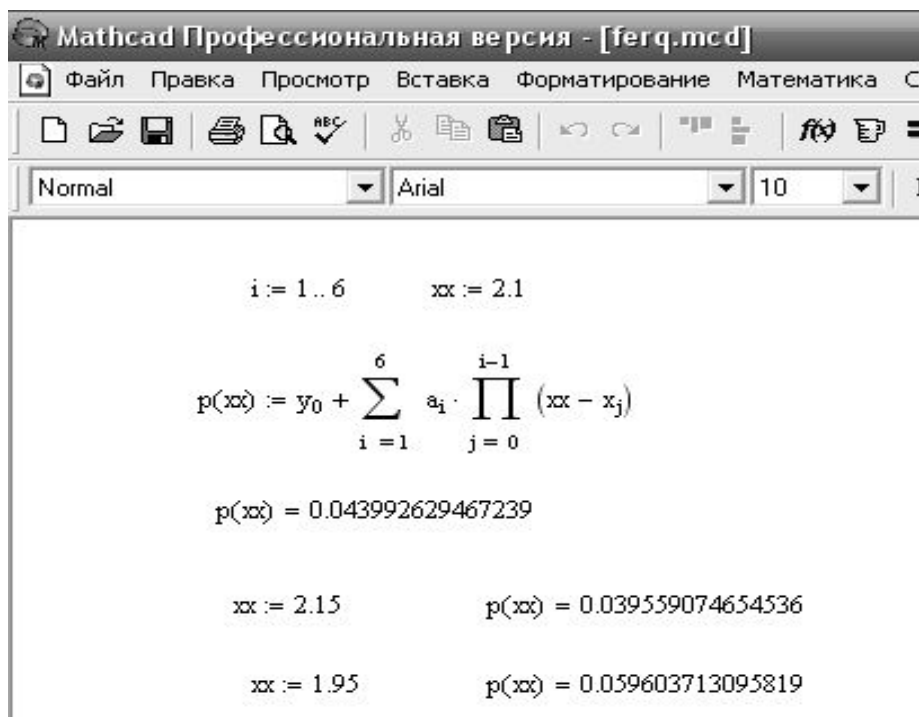 Mathcad Профессиональная версия - [ferq.mcd]
Файл Правка Просмотр Вставка Форматирование Математика
ABC f(x)
Normal Arial 10
i := 1 .. 6 xx := 2.1
6 i−1
p(xx) := y₀ + ∑ aᵢ · ∏ (xx − xⱼ)
i = 1 j = 0
p(xx) = 0.043992629467239
xx := 2.15 p(xx) = 0.039559074654536
xx := 1.95 p(xx) = 0.059603713095819